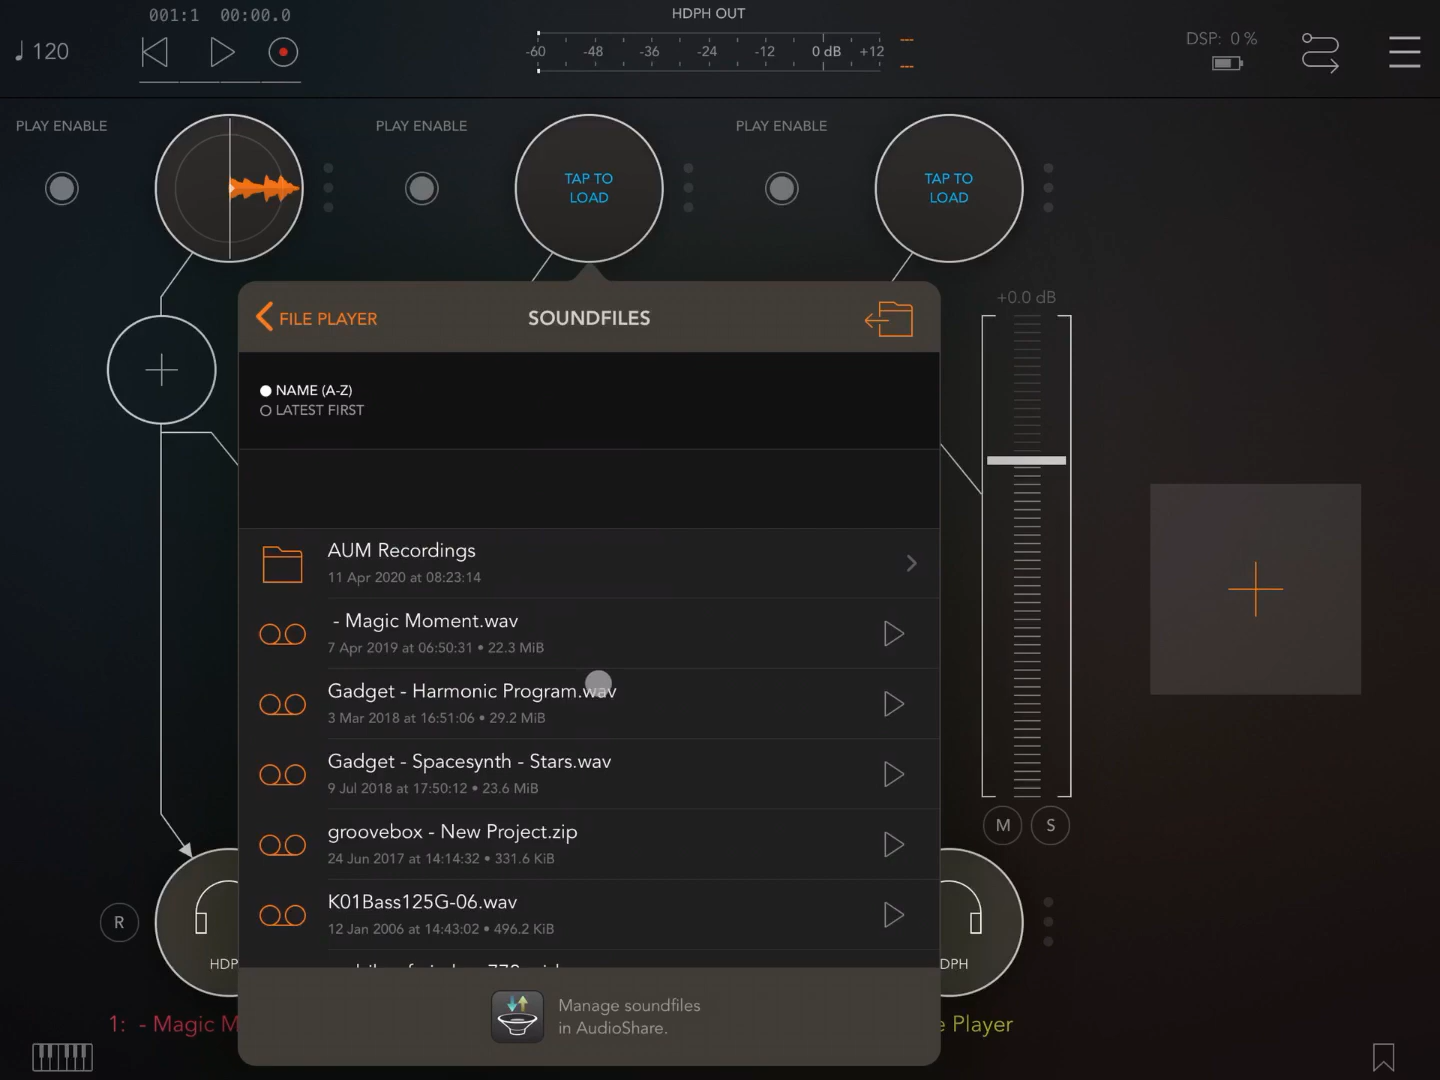 001:1 00:00.0
HDPH OUT
120
-60 -48 -36 -24 -12 0 dB +12
DSP: 0 %
PLAY ENABLE
PLAY ENABLE
PLAY ENABLE
TAP TO
LOAD
TAP TO
LOAD
+0.0 dB
FILE PLAYER
SOUNDFILES
NAME (A-Z)
LATEST FIRST
AUM Recordings
11 Apr 2020 at 08:23:14
- Magic Moment.wav
7 Apr 2019 at 06:50:31 • 22.3 MiB
Gadget - Harmonic Program.wav
3 Mar 2018 at 16:51:06 • 29.2 MiB
Gadget - Spacesynth - Stars.wav
9 Jul 2018 at 17:50:12 • 23.6 MiB
groovebox - New Project.zip
24 Jun 2017 at 14:14:32 • 331.6 KiB
K01Bass125G-06.wav
12 Jan 2006 at 14:43:02 • 496.2 KiB
M S
R
HDP
DPH
Manage soundfiles
in AudioShare.
1: - Magic M
e Player